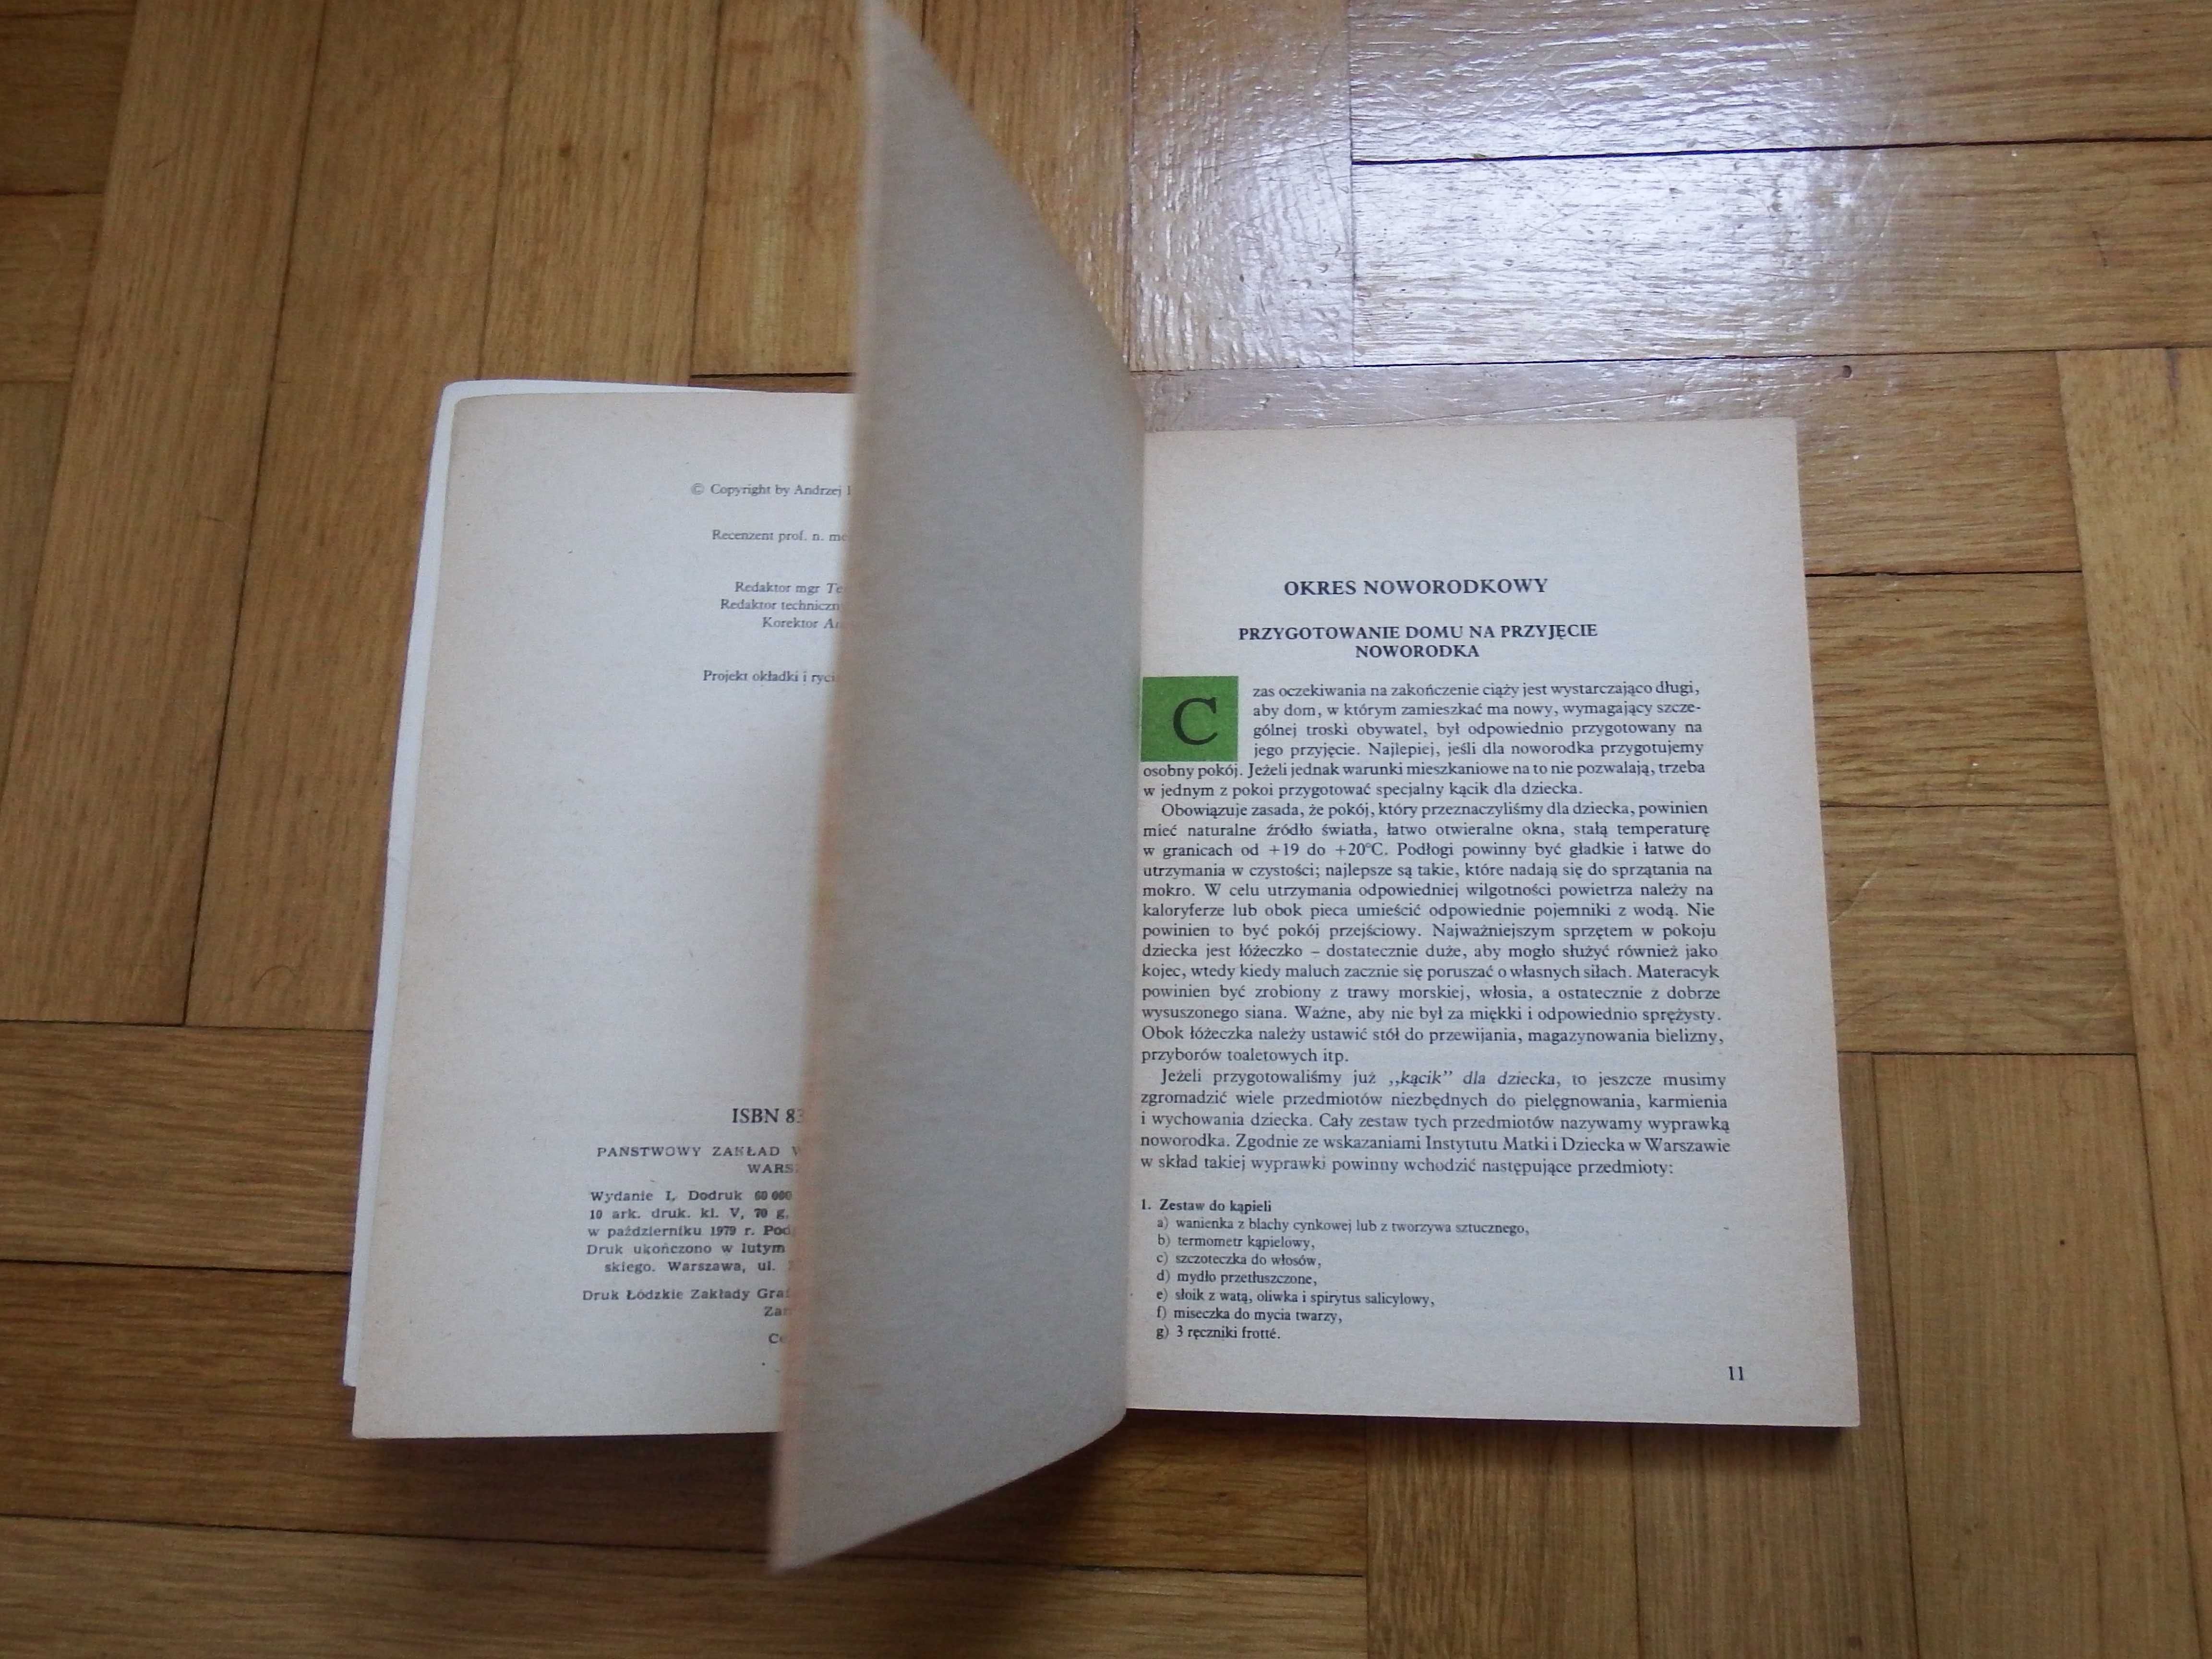 © Copyright by Andrzej
Recenzent prof. n.
Redaktor mgr
Redaktor
Korektor
Projekt okładki i
ISBN 83
PAŃSTWOWY ZAKŁAD
Wydanie I, Dodruk 60 000
10 ark. druk. kl. V, 70 g.
w październiku 1979 r.
Druk ukończono w lutym
skiego. Warszawa, ul.
Druk Łódzkie Zakłady
OKRES NOWORODKOWY
PRZYGOTOWANIE DOMU NA PRZYJĘCIE
NOWORODKA
Czas oczekiwania na zakończenie ciąży jest wystarczająco długi,
aby dom, w którym zamieszkać ma nowy, wymagający szcze-
gólnej troski obywatel, był odpowiednio przygotowany na
jego przyjęcie. Najlepiej, jeśli dla noworodka przygotujemy
osobny pokój. Jeżeli jednak warunki mieszkaniowe na to nie pozwalają, trzeba
w jednym z pokoi przygotować specjalny kącik dla dziecka.
Obowiązuje zasada, że pokój, który przeznaczyliśmy dla dziecka, powinien
mieć naturalne źródło światła, łatwo otwieralne okna, stałą temperaturę
w granicach od +19 do +20°C. Podłogi powinny być gładkie i łatwe do
utrzymania w czystości; najlepsze są takie, które nadają się do sprzątania na
mokro. W celu utrzymania odpowiedniej wilgotności powietrza należy na
kaloryferze lub obok pieca umieścić odpowiednie pojemniki z wodą. Nie
powinien to być pokój przejściowy. Najważniejszym sprzętem w pokoju
dziecka jest łóżeczko – dostatecznie duże, aby mogło służyć również jako
kojec, wtedy kiedy maluch zacznie się poruszać o własnych siłach. Materacyk
powinien być zrobiony z trawy morskiej, włosia, a ostatecznie z dobrze
wysuszonego siana. Ważne, aby nie był za miękki i odpowiednio sprężysty.
Obok łóżeczka należy ustawić stół do przewijania, magazynowania bielizny,
przyborów toaletowych itp.
Jeżeli przygotowaliśmy już ,,kącik” dla dziecka, to jeszcze musimy
zgromadzić wiele przedmiotów niezbędnych do pielęgnowania, karmienia
i wychowania dziecka. Cały zestaw tych przedmiotów nazywamy wyprawką
noworodka. Zgodnie ze wskazaniami Instytutu Matki i Dziecka w Warszawie
w skład takiej wyprawki powinny wchodzić następujące przedmioty:
1. Zestaw do kąpieli
a) wanienka z blachy cynkowej lub z tworzywa sztucznego,
b) termometr kąpielowy,
c) szczoteczka do włosów,
d) mydło przetłuszczone,
e) słoik z watą, oliwka i spirytus salicylowy,
f) miseczka do mycia twarzy,
g) 3 ręczniki frotté.
11